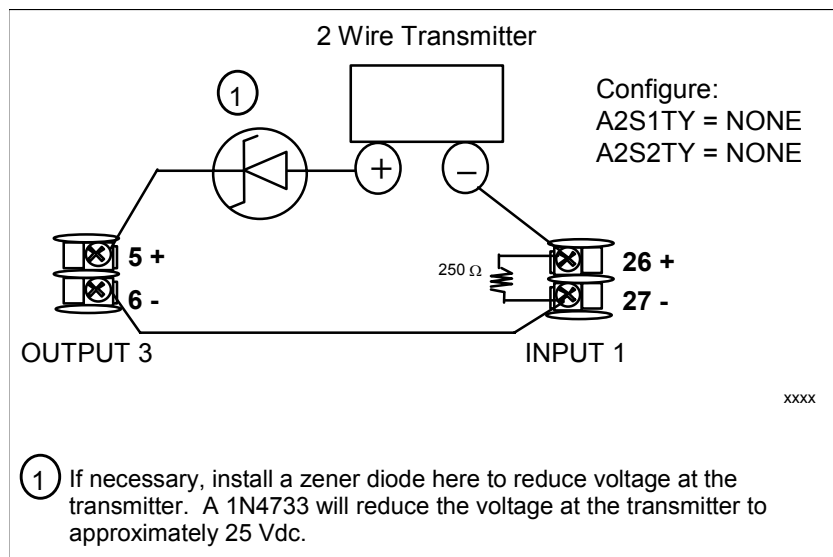 2 Wire Transmitter
1
Configure:
A2S1TY = NONE
A2S2TY = NONE
+
–
5 +
6 -
250 Ω
26 +
27 -
OUTPUT 3
INPUT 1
xxxx
1 If necessary, install a zener diode here to reduce voltage at the
transmitter.  A 1N4733 will reduce the voltage at the transmitter to
approximately 25 Vdc.